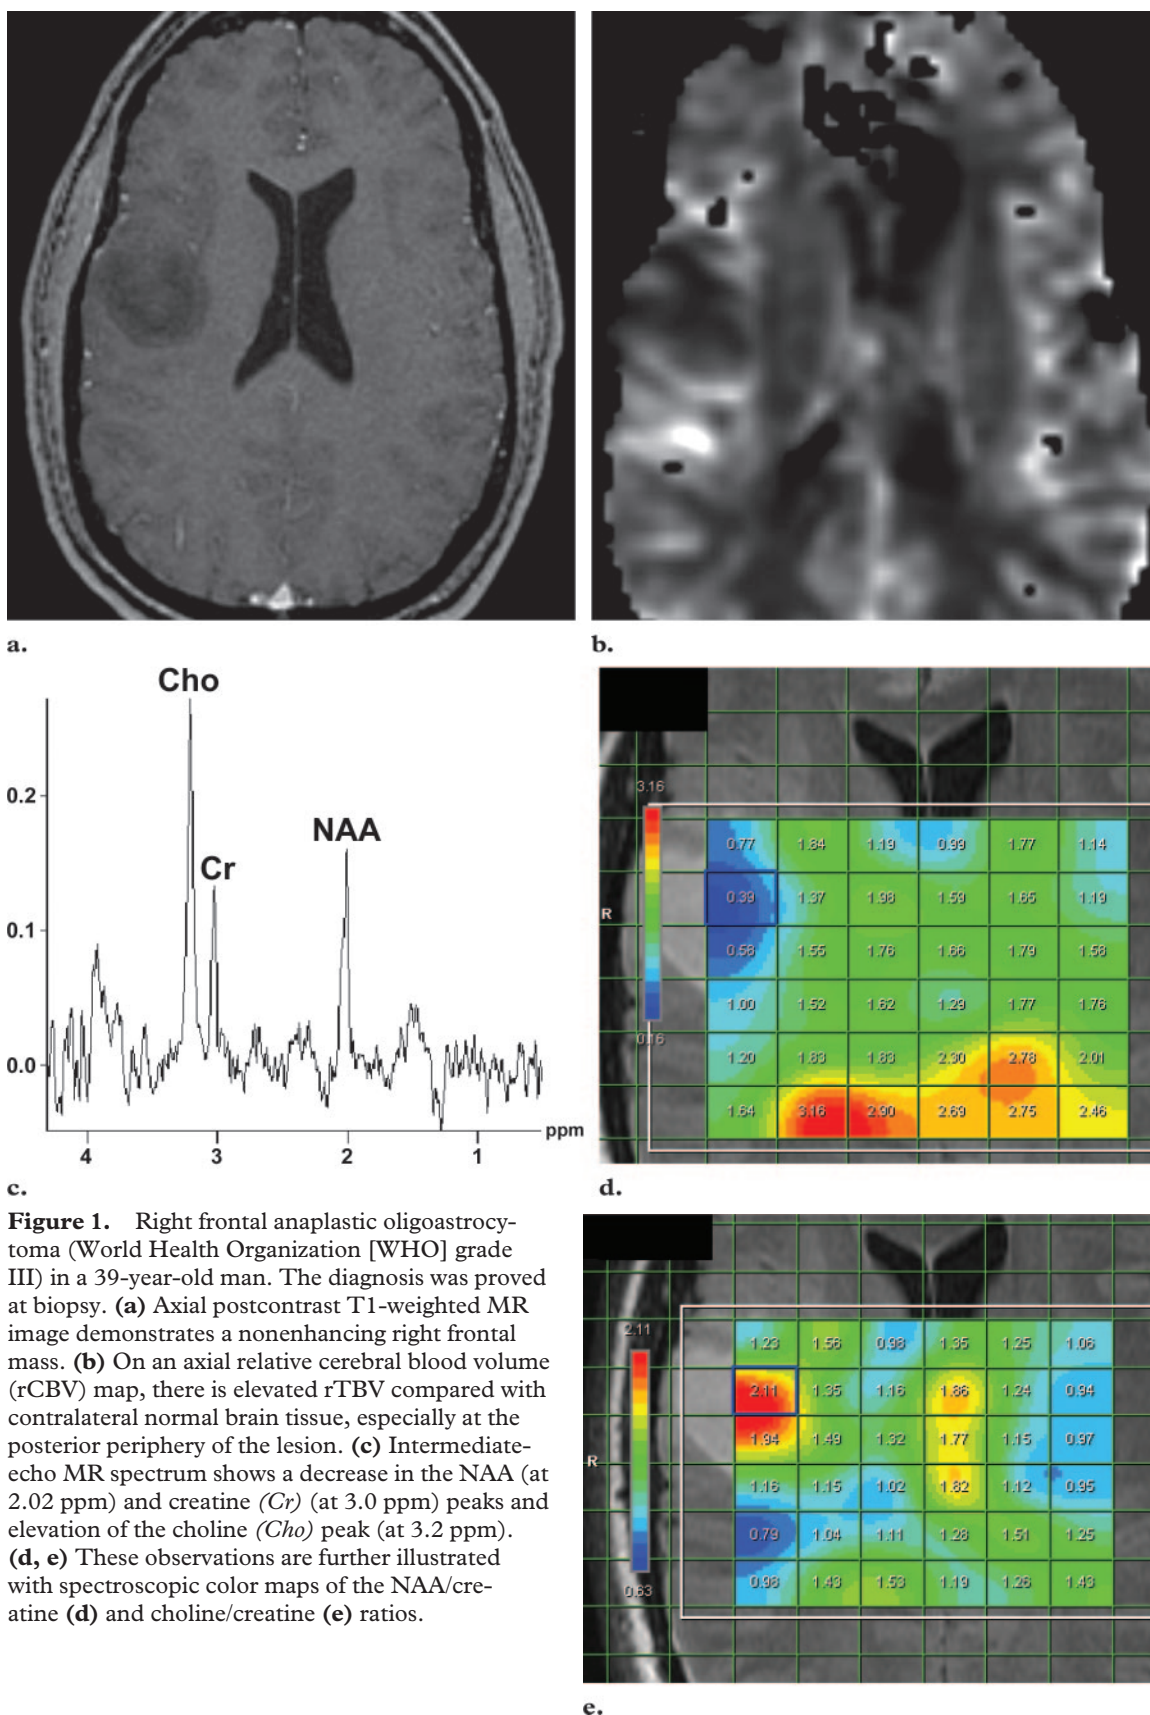 a.
b.
Cho
Cr
NAA
0.2
0.1
0.0
4 3 2 1 ppm
c.
3.16
0.77 1.84 1.19 0.99 1.77 1.14
0.39 1.37 1.98 1.59 1.65 1.19
R
0.58 1.55 1.76 1.66 1.79 1.58
1.00 1.52 1.62 1.29 1.77 1.76
0.16
1.20 1.83 1.83 2.30 2.78 2.01
1.64 3.16 2.90 2.69 2.75 2.46
d.
Figure 1. Right frontal anaplastic oligoastrocy-
toma (World Health Organization [WHO] grade
III) in a 39-year-old man. The diagnosis was proved
at biopsy. (a) Axial postcontrast T1-weighted MR
image demonstrates a nonenhancing right frontal
mass. (b) On an axial relative cerebral blood volume
(rCBV) map, there is elevated rTBV compared with
contralateral normal brain tissue, especially at the
posterior periphery of the lesion. (c) Intermediate-
echo MR spectrum shows a decrease in the NAA (at
2.02 ppm) and creatine (Cr) (at 3.0 ppm) peaks and
elevation of the choline (Cho) peak (at 3.2 ppm).
(d, e) These observations are further illustrated
with spectroscopic color maps of the NAA/cre-
atine (d) and choline/creatine (e) ratios.
2.11
1.23 1.56 0.98 1.35 1.25 1.06
2.11 1.35 1.16 1.86 1.24 0.94
1.94 1.49 1.32 1.77 1.15 0.97
R
1.16 1.15 1.02 1.82 1.12 0.95
0.79 1.04 1.11 1.28 1.51 1.25
0.98 1.43 1.53 1.19 1.26 1.43
0.63
e.